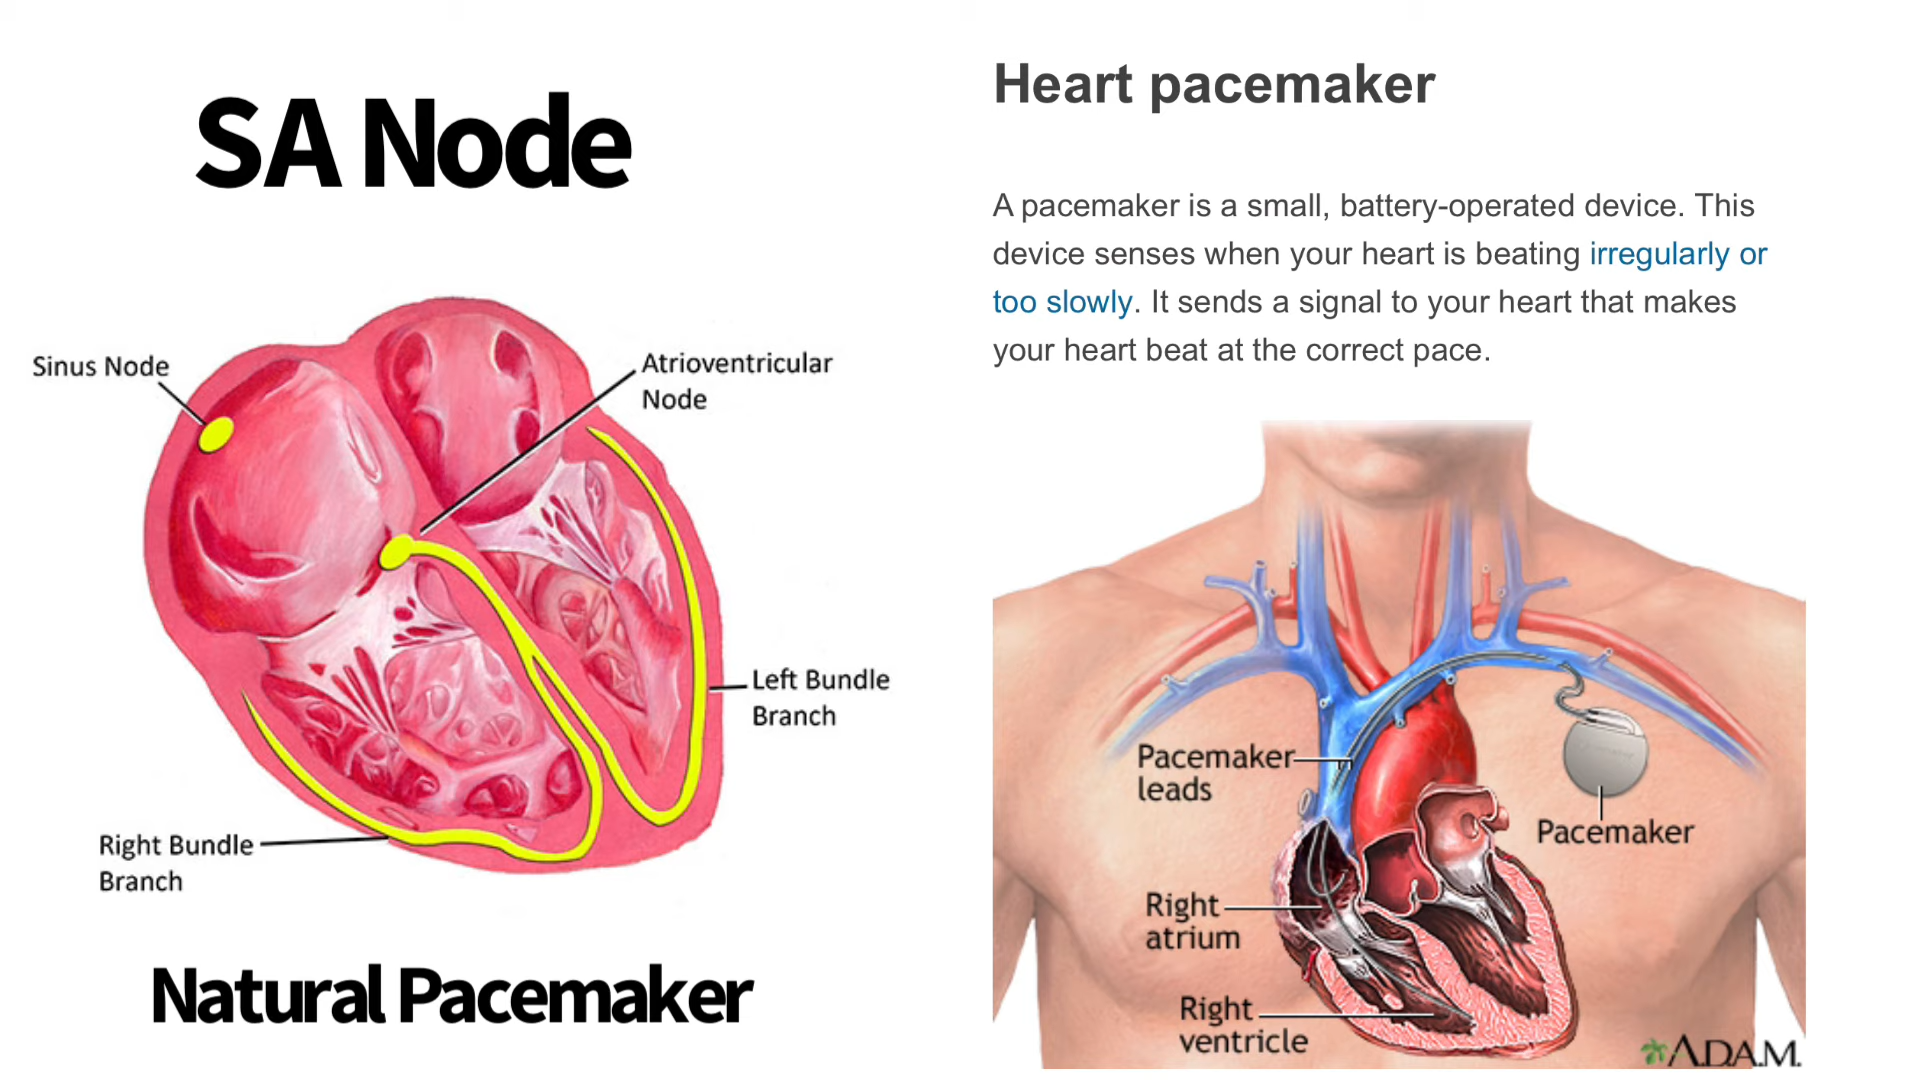 SA Node
Sinus Node
Atrioventricular
Node
Left Bundle
Branch
Right Bundle
Branch
Natural Pacemaker
Heart pacemaker
A pacemaker is a small, battery-operated device. This
device senses when your heart is beating irregularly or
too slowly. It sends a signal to your heart that makes
your heart beat at the correct pace.
Pacemaker
leads
Pacemaker
Right
atrium
Right
ventricle
A.D.A.M.